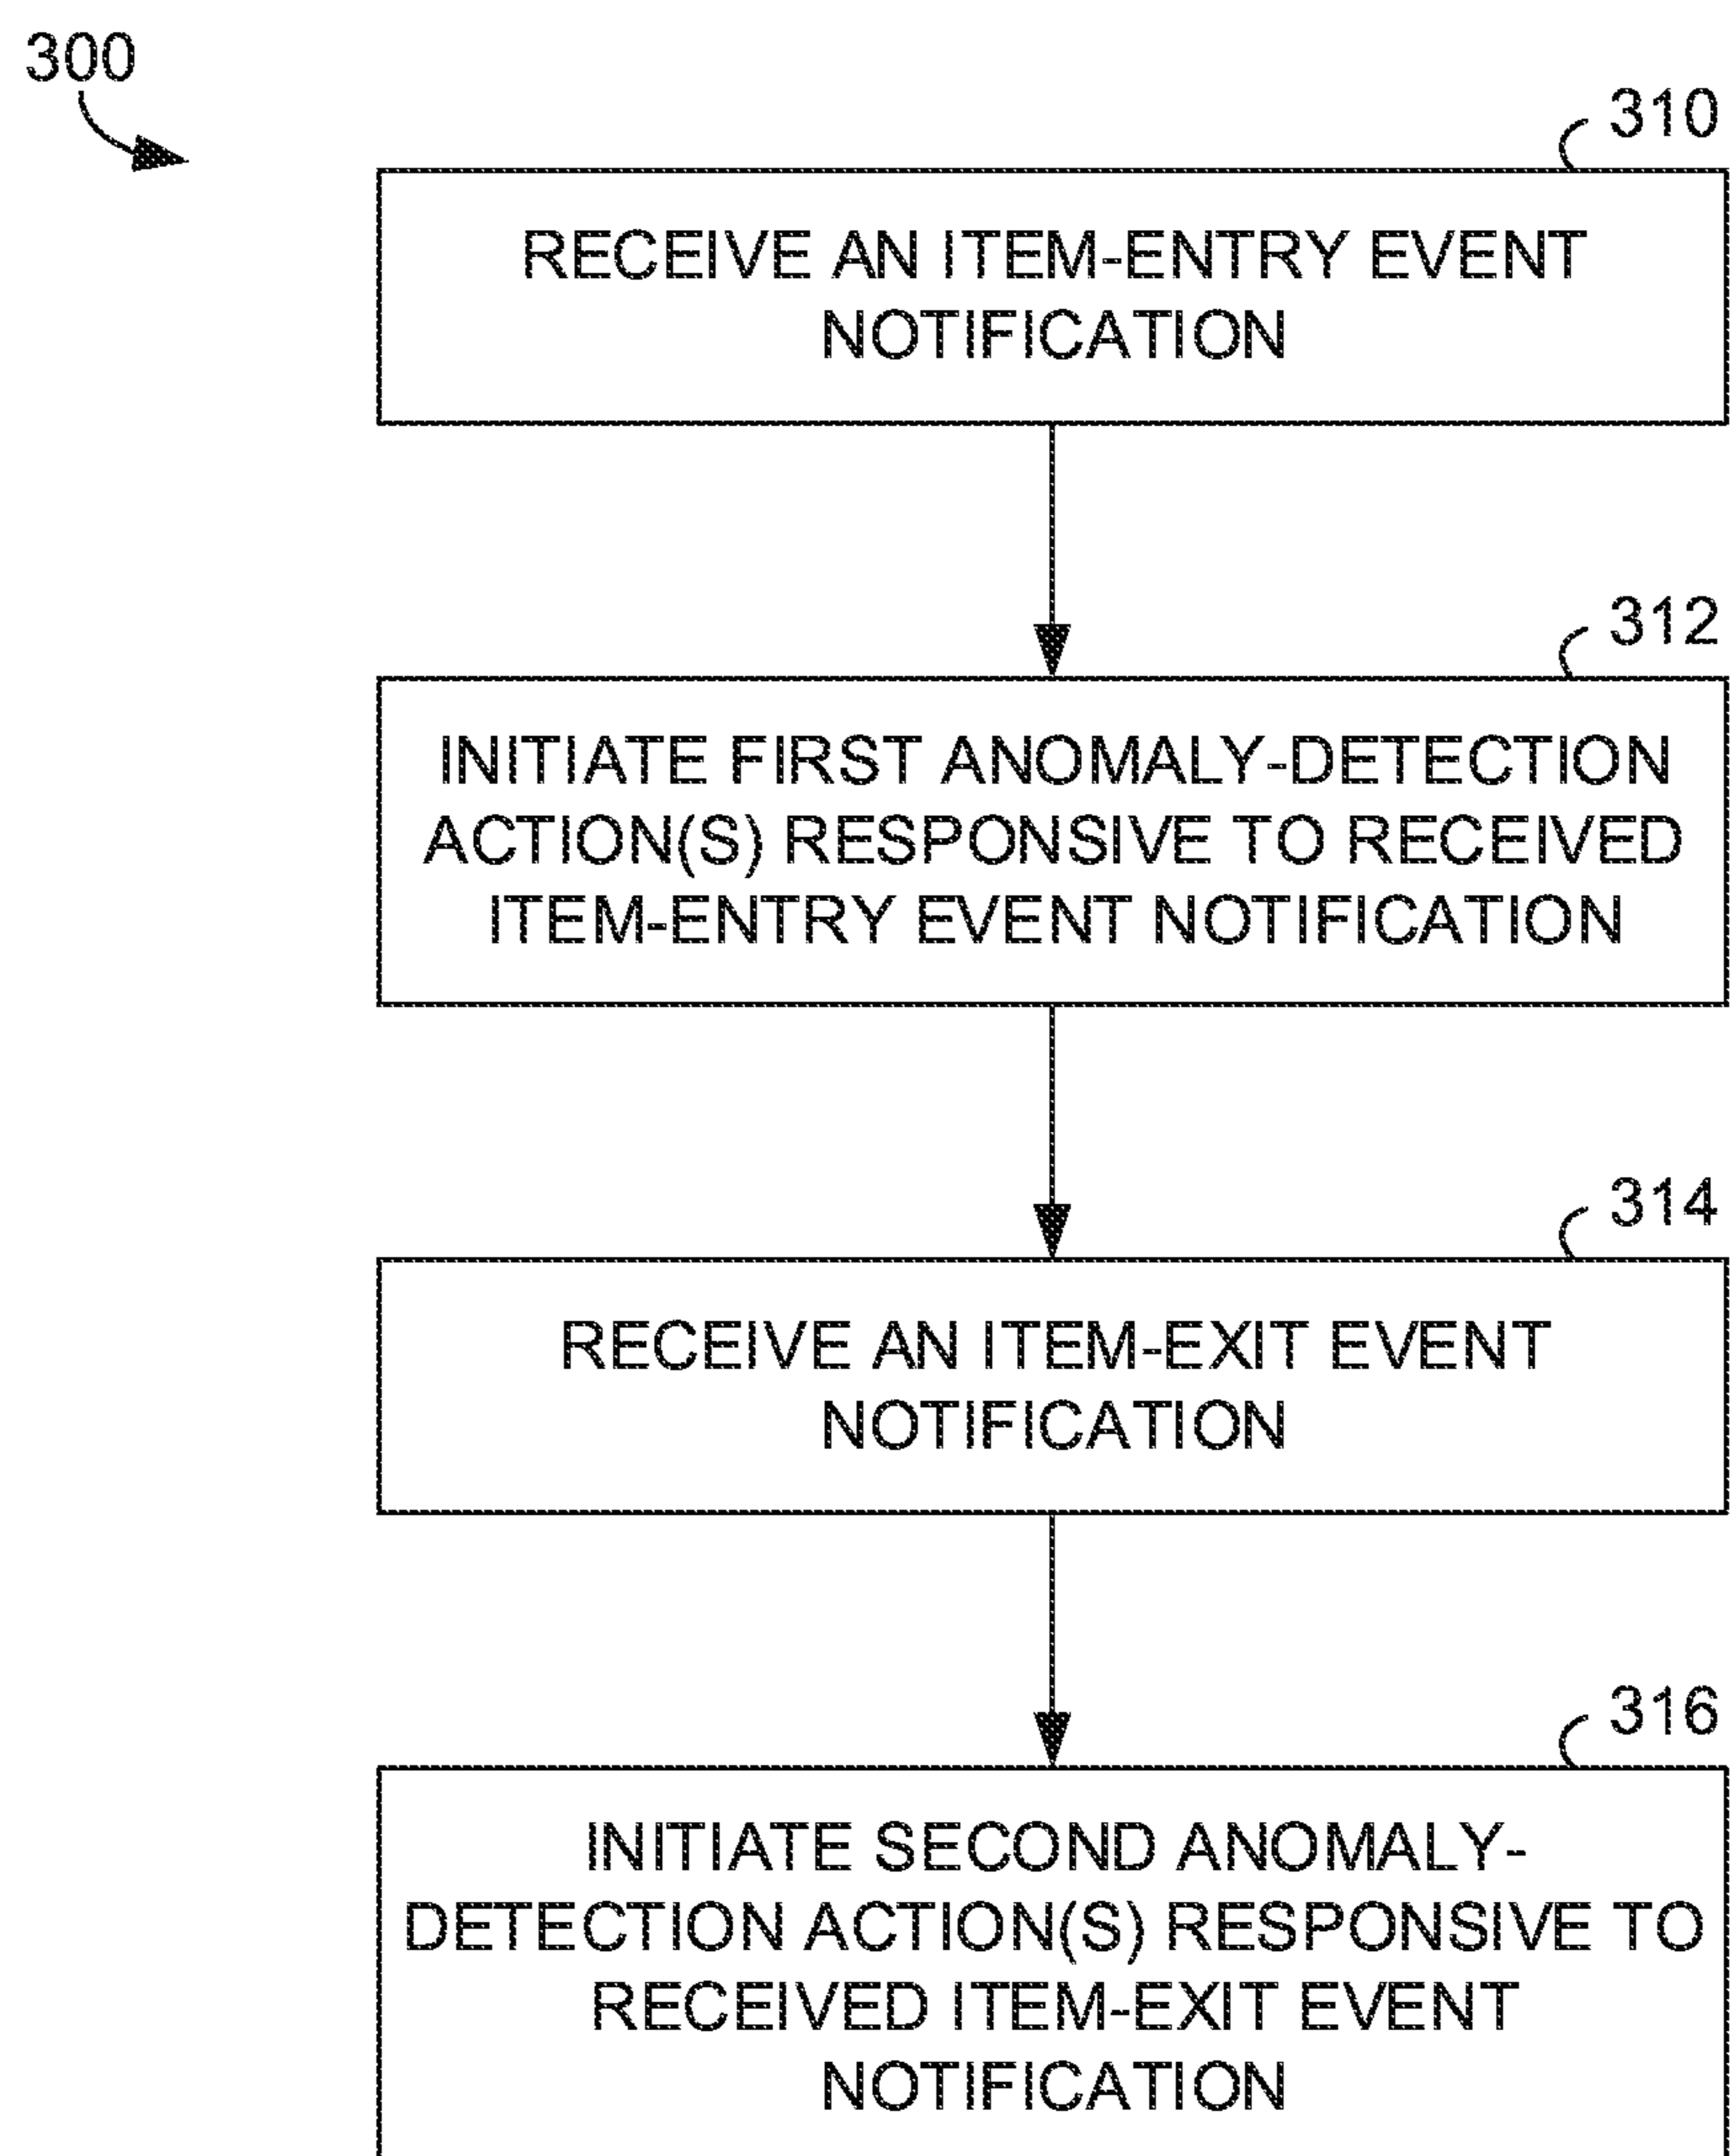 300
310
RECEIVE AN ITEM-ENTRY EVENT
NOTIFICATION
312
INITIATE FIRST ANOMALY-DETECTION
ACTION(S) RESPONSIVE TO RECEIVED
ITEM-ENTRY EVENT NOTIFICATION
314
RECEIVE AN ITEM-EXIT EVENT
NOTIFICATION
316
INITIATE SECOND ANOMALY-
DETECTION ACTION(S) RESPONSIVE TO
RECEIVED ITEM-EXIT EVENT
NOTIFICATION